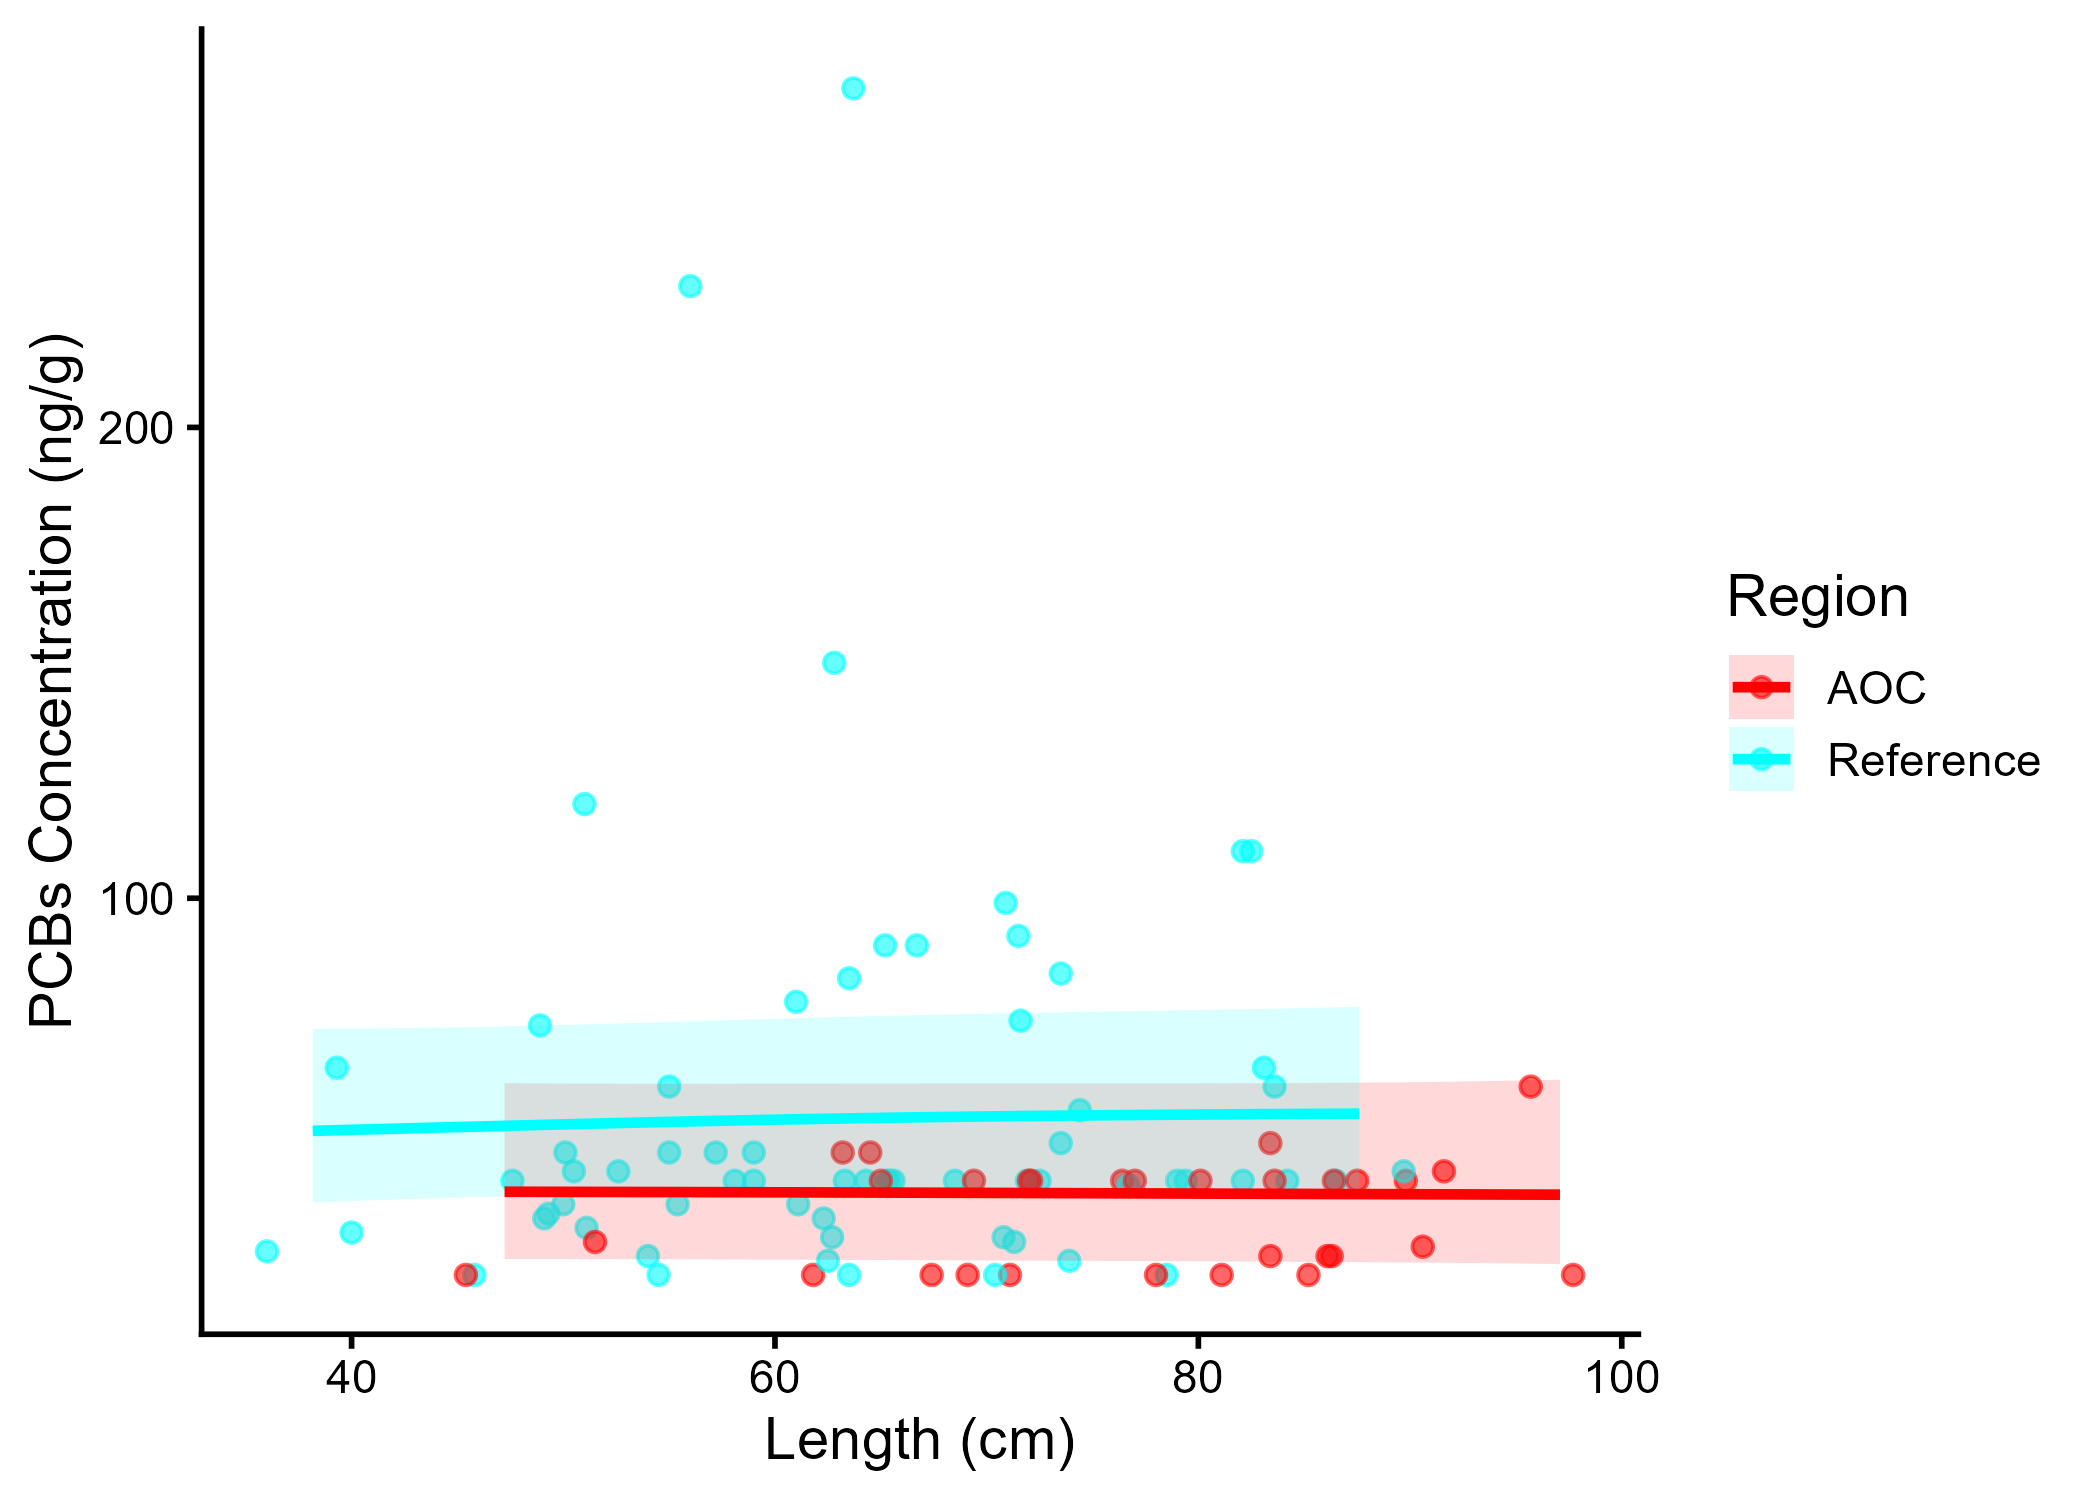 PCBs Concentration (ng/g)
200
100
40
60
80
100
Length (cm)
Region
AOC
Reference